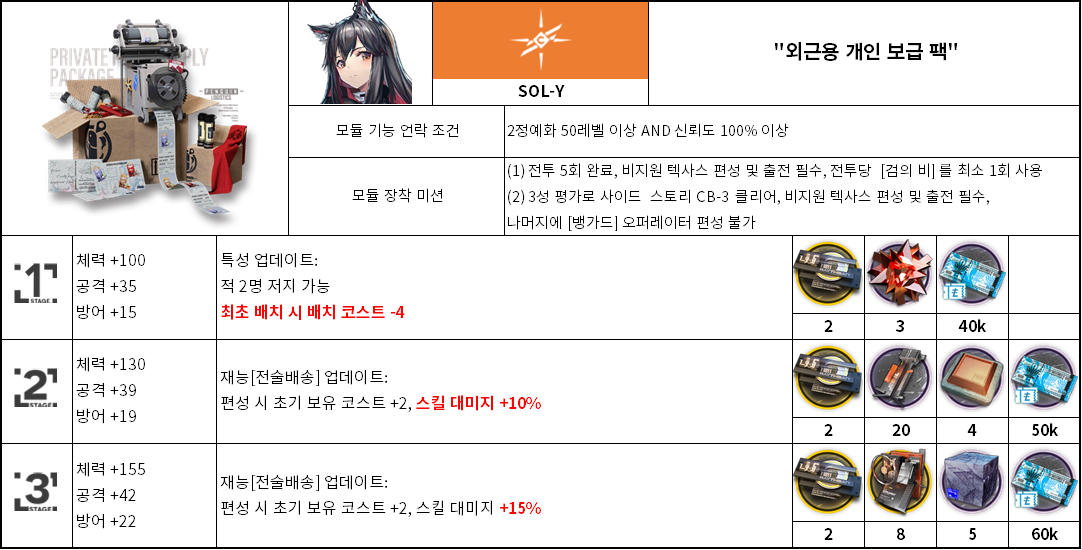 PRIVATE
PACKAGE
PENGUIN
LOGISTICS
SOL-Y
"외근용 개인 보급 팩"
모듈 기능 언락 조건
2정예화 50레벨 이상 AND 신뢰도 100% 이상
모듈 장착 미션
(1) 전투 5회 완료, 비지원 텍사스 편성 및 출전 필수, 전투당 [검의 비] 를 최소 1회 사용
(2) 3성 평가로 사이드 스토리 CB-3 클리어, 비지원 텍사스 편성 및 출전 필수,
나머지에 [뱅가드] 오퍼레이터 편성 불가
1
STAGE
체력 +100
공격 +35
방어 +15
특성 업데이트:
적 2명 저지 가능
최초 배치 시 배치 코스트 -4
2 3 40k
2
STAGE
체력 +130
공격 +39
방어 +19
재능[전술배송] 업데이트:
편성 시 초기 보유 코스트 +2, 스킬 대미지 +10%
2 20 4 50k
3
STAGE
체력 +155
공격 +42
방어 +22
재능[전술배송] 업데이트:
편성 시 초기 보유 코스트 +2, 스킬 대미지 +15%
2 8 5 60k